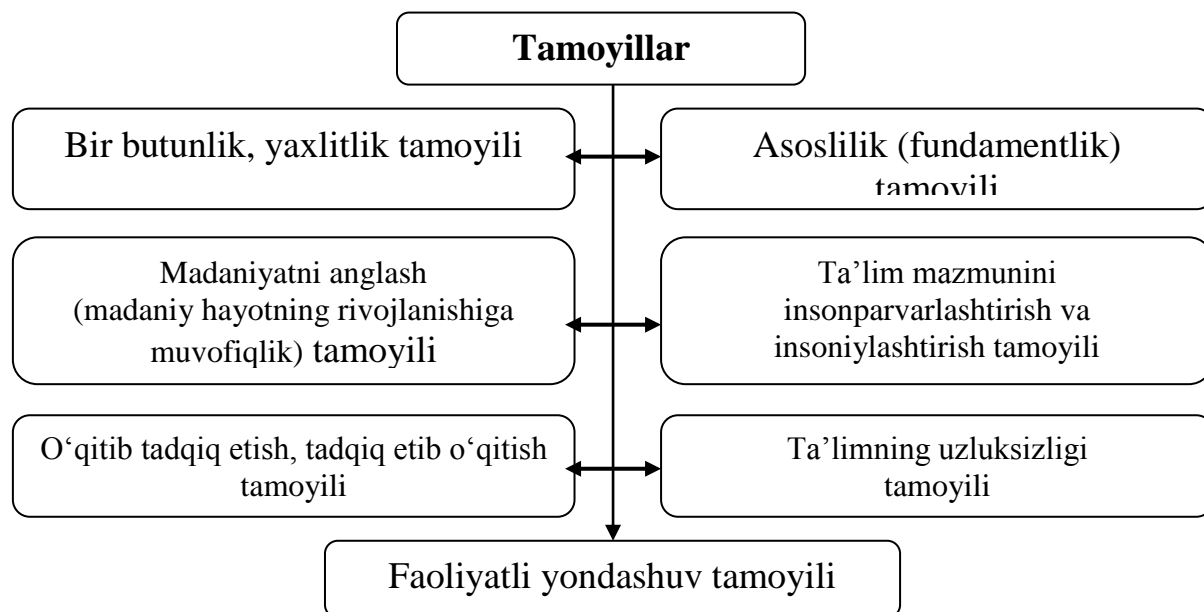 Tamoyillar
Bir butunlik, yaxlitlik tamoyili
Asoslilik (fundamentlik)
tamoyili
Madaniyatni anglash
(madaniy hayotning rivojlanishiga
muvofiqlik) tamoyili
Ta’lim mazmunini
insonparvarlashtirish va
insoniylashtirish tamoyili
O‘qitib tadqiq etish, tadqiq etib o‘qitish
tamoyili
Ta’limning uzluksizligi
tamoyili
Faoliyatli yondashuv tamoyili